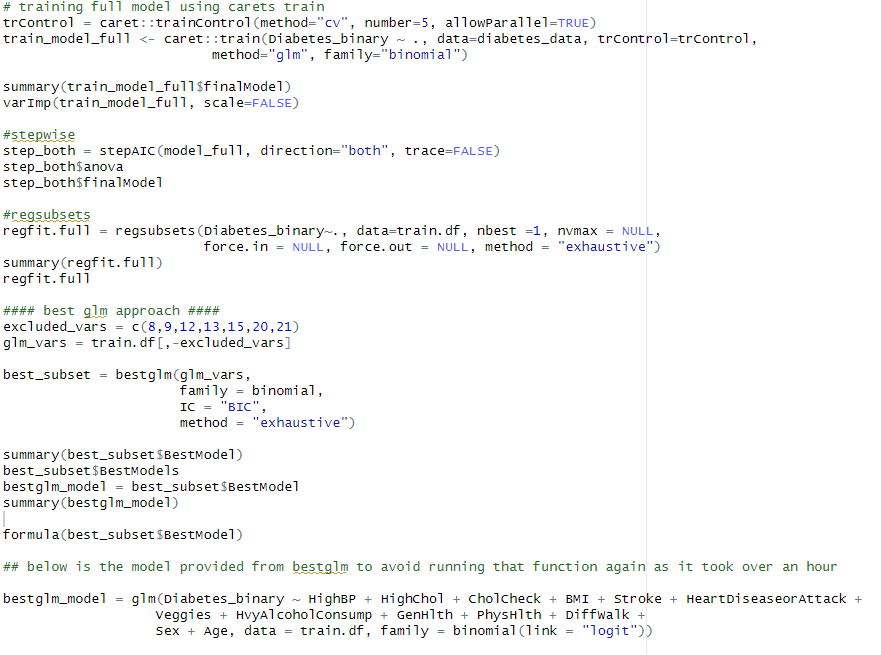 # training full model using carets train
trControl = caret::trainControl(method="cv", number=5, allowParallel=TRUE)
train_model_full <- caret::train(Diabetes_binary ~ ., data=diabetes_data, trControl=trControl,
                          method="glm", family="binomial")

summary(train_model_full$finalModel)
varImp(train_model_full, scale=FALSE)

#stepwise
step_both = stepAIC(model_full, direction="both", trace=FALSE)
step_both$anova
step_both$finalModel

#regsubsets
regfit.full = regsubsets(Diabetes_binary~., data=train.df, nbest =1, nvmax = NULL,
                         force.in = NULL, force.out = NULL, method = "exhaustive")
summary(regfit.full)
regfit.full

#### best glm approach ####
excluded_vars = c(8,9,12,13,15,20,21)
glm_vars = train.df[,-excluded_vars]

best_subset = bestglm(glm_vars,
                      family = binomial,
                      IC = "BIC",
                      method = "exhaustive")

summary(best_subset$BestModel)
best_subset$BestModels
bestglm_model = best_subset$BestModel
summary(bestglm_model)

formula(best_subset$BestModel)

## below is the model provided from bestglm to avoid running that function again as it took over an hour

bestglm_model = glm(Diabetes_binary ~ HighBP + HighChol + CholCheck + BMI + Stroke + HeartDiseaseorAttack +
                   Veggies + HvyAlcoholConsump + GenHlth + PhysHlth + DiffWalk +
                   Sex + Age, data = train.df, family = binomial(link = "logit"))